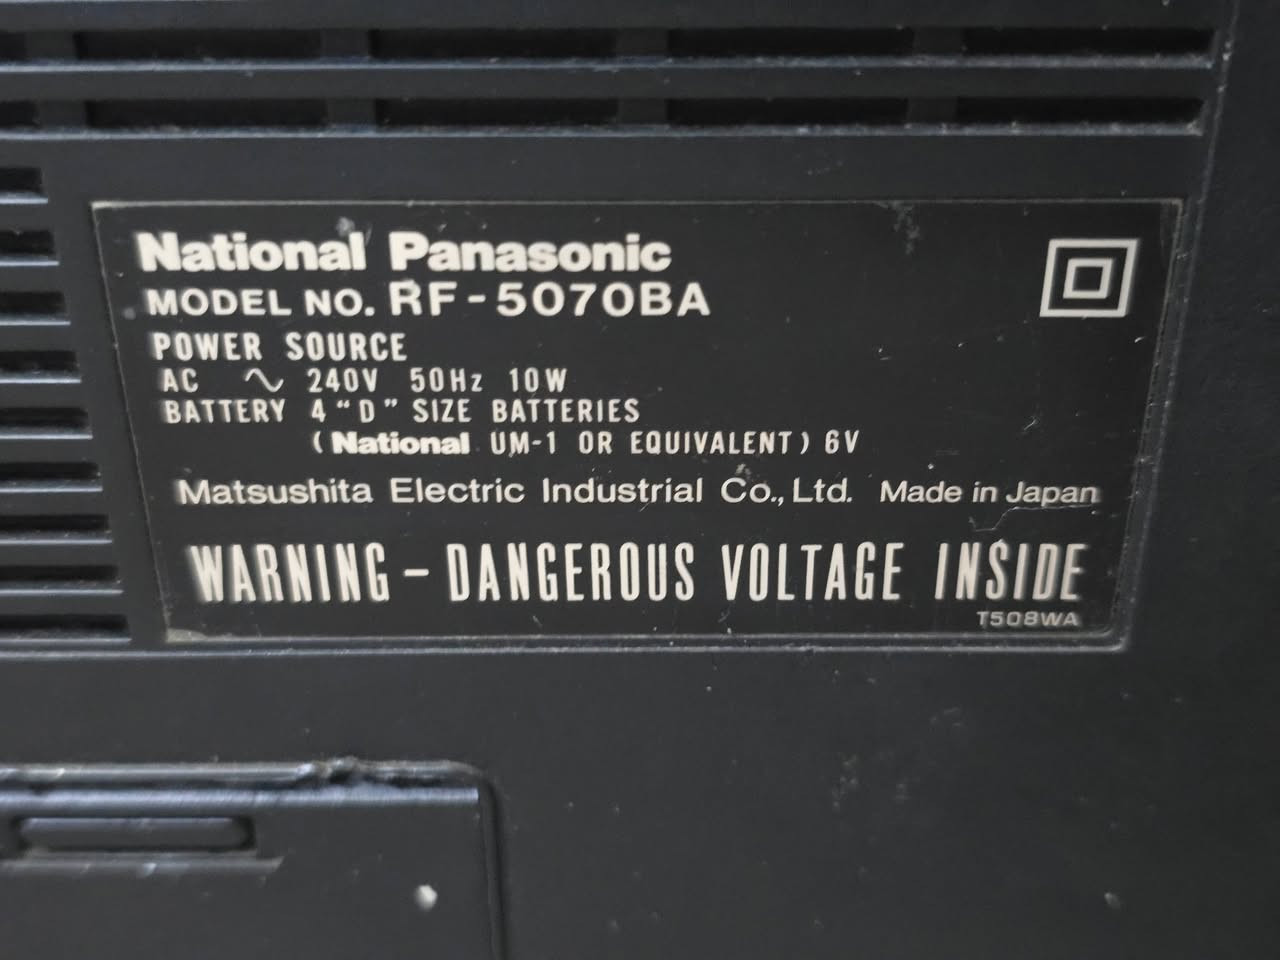 National Panasonic
MODEL NO. RF-5070BA
POWER SOURCE
AC ∿ 240V 50Hz 10W
BATTERY 4 "D" SIZE BATTERIES
(National UM-1 OR EQUIVALENT) 6V
Matsushita Electric Industrial Co., Ltd. Made in Japan
WARNING – DANGEROUS VOLTAGE INSIDE
T508WA